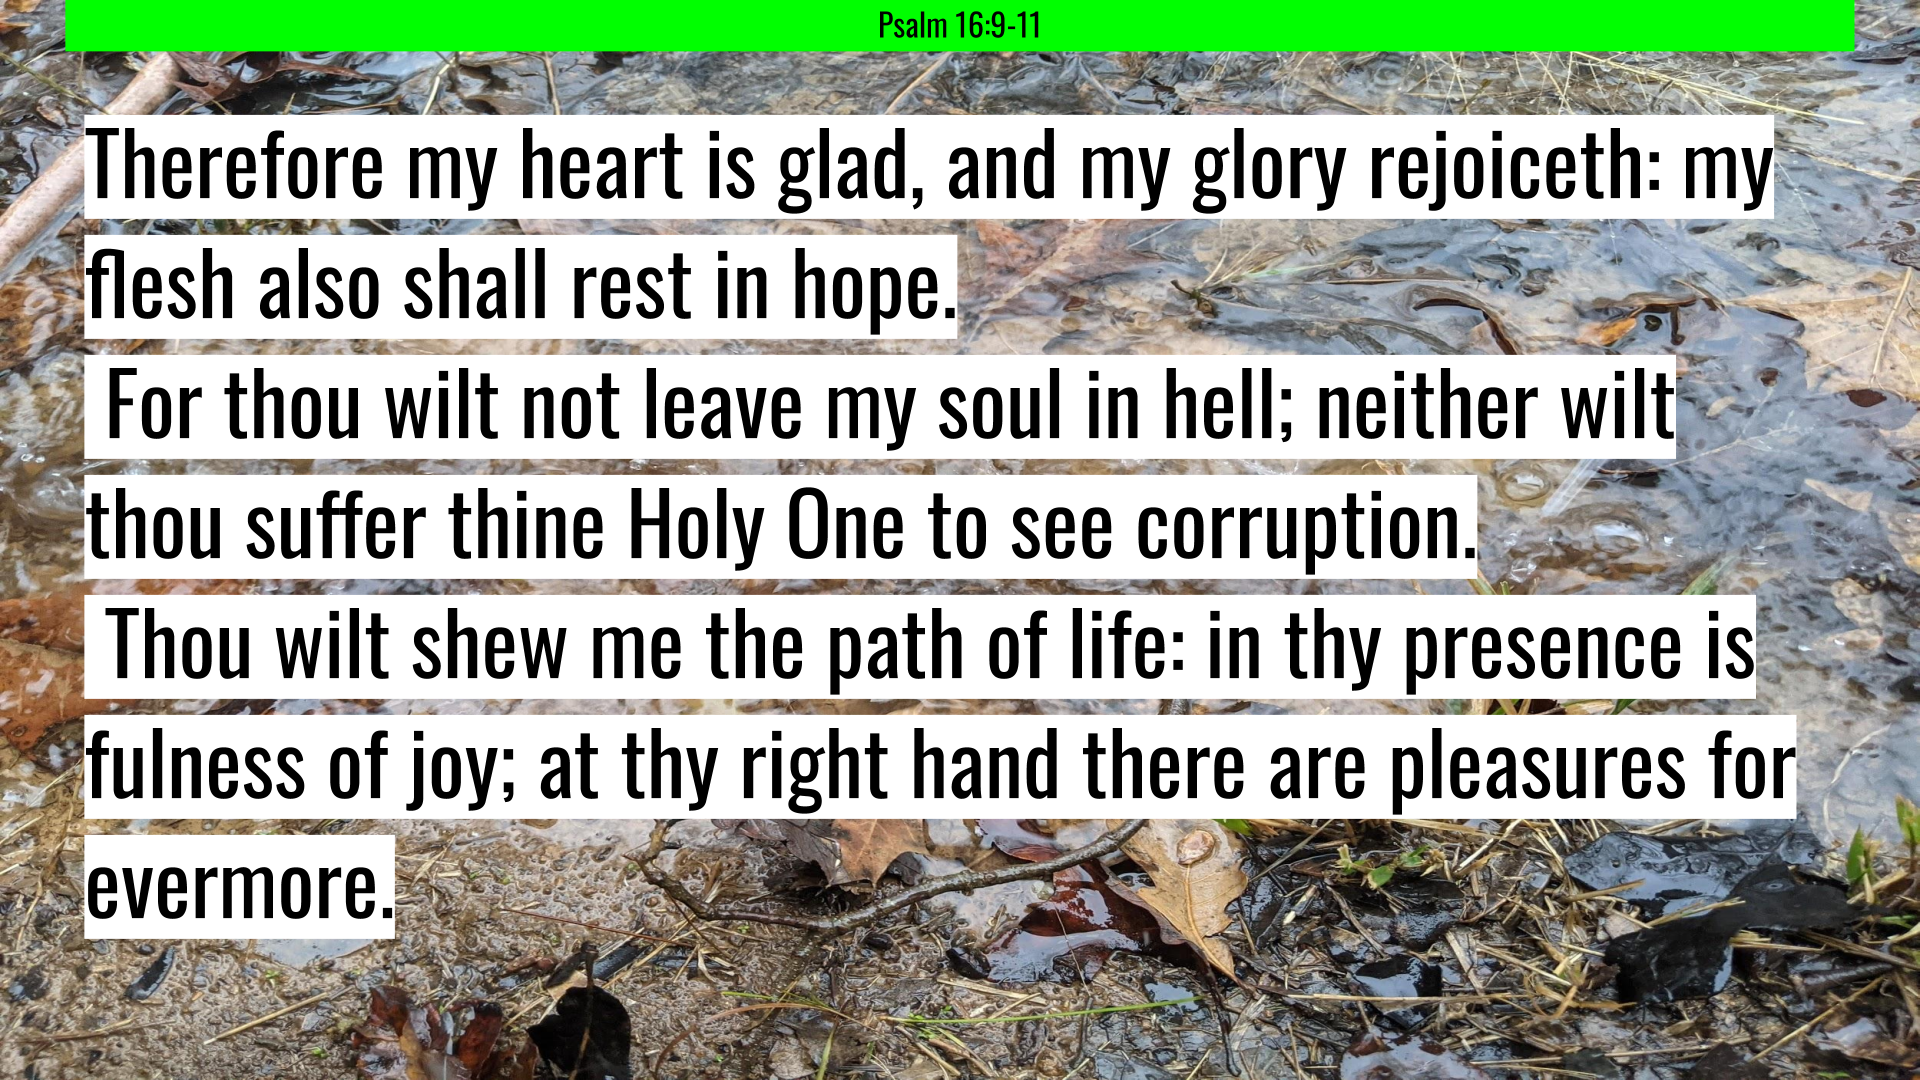 Psalm 16:9-11
Therefore my heart is glad, and my glory rejoiceth: my
flesh also shall rest in hope.
For thou wilt not leave my soul in hell; neither wilt
thou suffer thine Holy One to see corruption.
Thou wilt shew me the path of life: in thy presence is
fulness of joy; at thy right hand there are pleasures for
evermore.